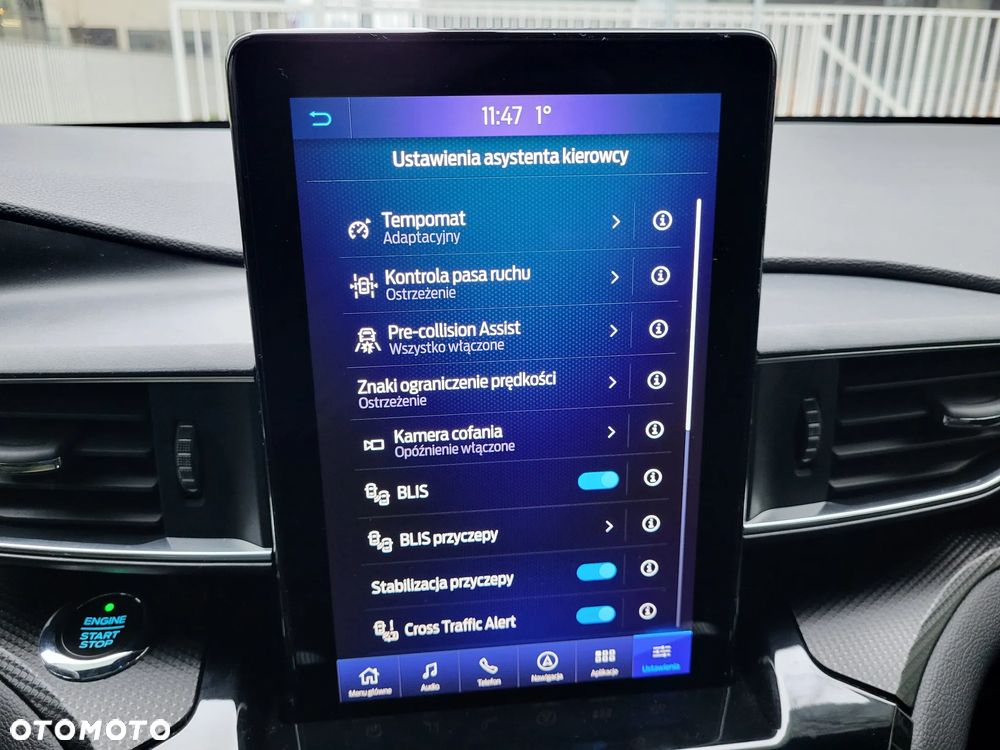 11:47 1°
Ustawienia asystenta kierowcy
Tempomat
Adaptacyjny
Kontrola pasa ruchu
Ostrzeżenie
Pre-collision Assist
Wszystko włączone
Znaki ograniczenie prędkości
Ostrzeżenie
Kamera cofania
Opóźnienie włączone
BLIS
BLIS przyczepy
Stabilizacja przyczepy
Cross Traffic Alert
Menu główne Audio Telefon Nawigacja Aplikacje Ustawienia
ENGINE
START
STOP
OTOMOTO